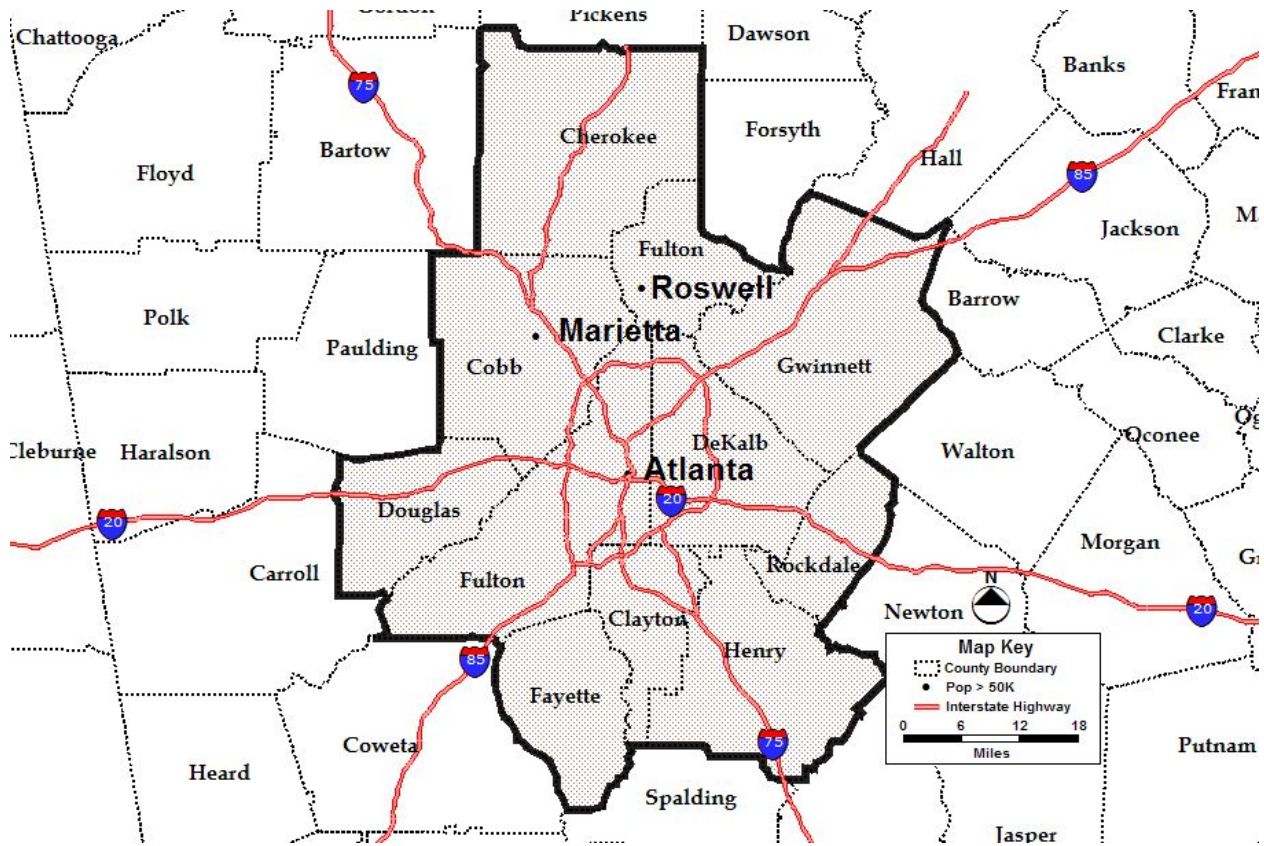 Gordon
Pickens
Chattooga
Dawson
Banks
75
Fran
Forsyth
Cherokee
Bartow
Hall
Floyd
85
Jackson
Fulton
Roswell
Barrow
Polk
Marietta
Clarke
Paulding
Cobb
Gwinnett
DeKalb
Oconee
Og
Cleburne
Haralson
Walton
Atlanta
20
Douglas
20
Morgan
Carroll
Fulton
Rockdale
N
Newton
20
Clayton
Henry
85
Fayette
Map Key
County Boundary
Pop > 50K
Interstate Highway
0 6 12 18
Miles
75
Coweta
Heard
Putnam
Spalding
Jasper